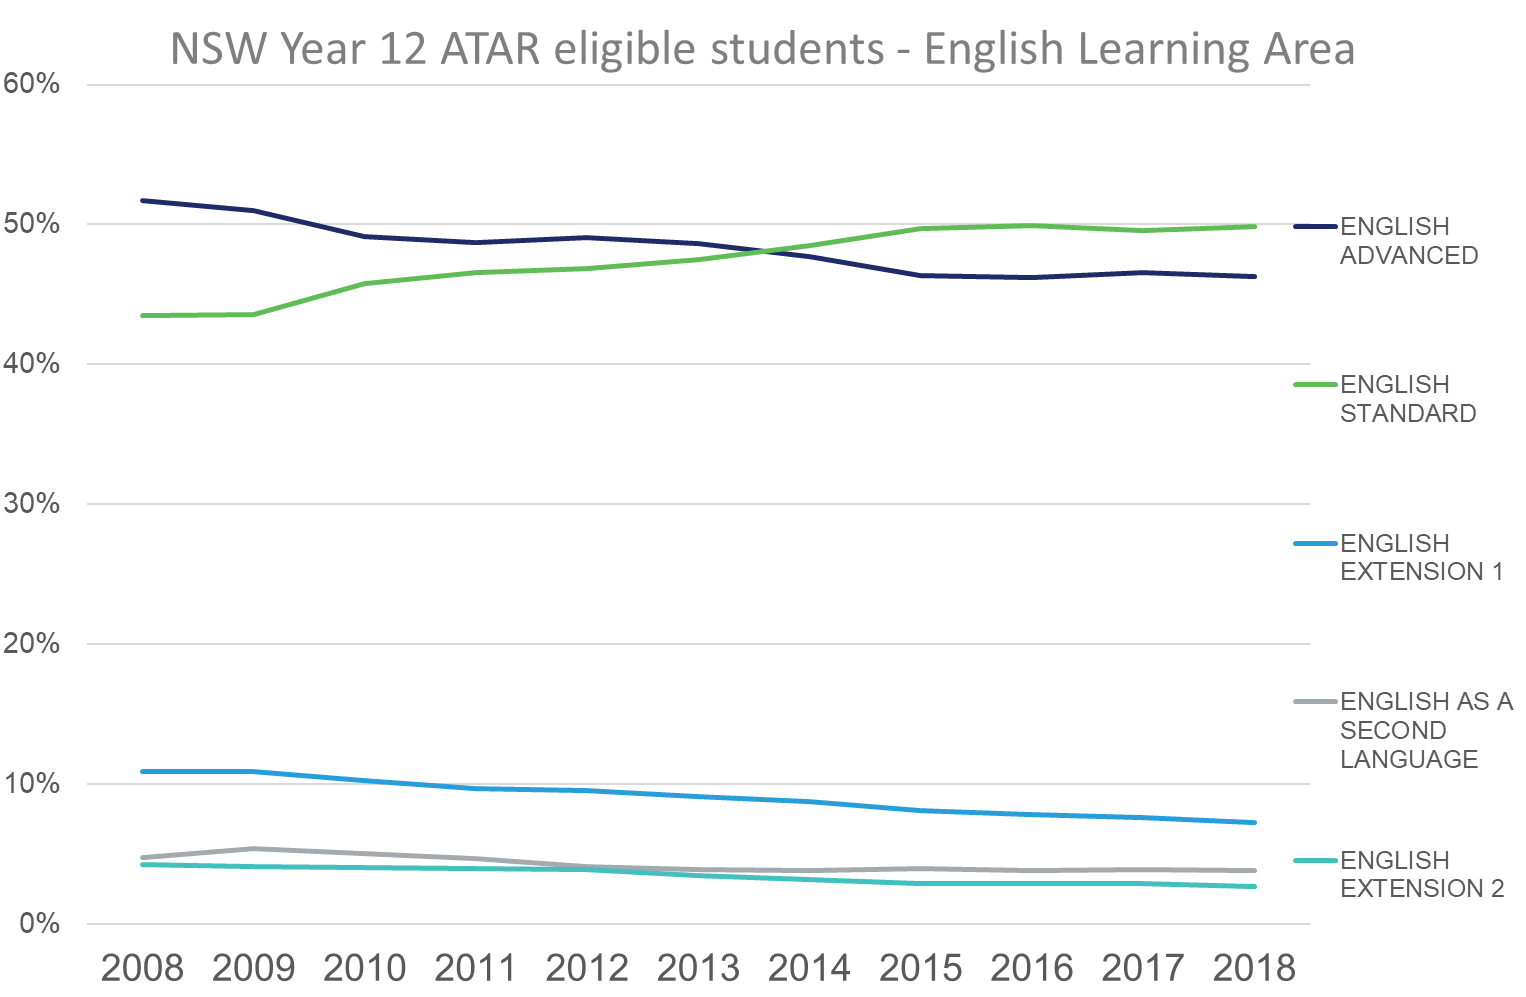 NSW Year 12 ATAR eligible students - English Learning Area
60%
50%
40%
30%
20%
10%
0%
2008 2009 2010 2011 2012 2013 2014 2015 2016 2017 2018
ENGLISH
ADVANCED
ENGLISH
STANDARD
ENGLISH
EXTENSION 1
ENGLISH AS A
SECOND
LANGUAGE
ENGLISH
EXTENSION 2